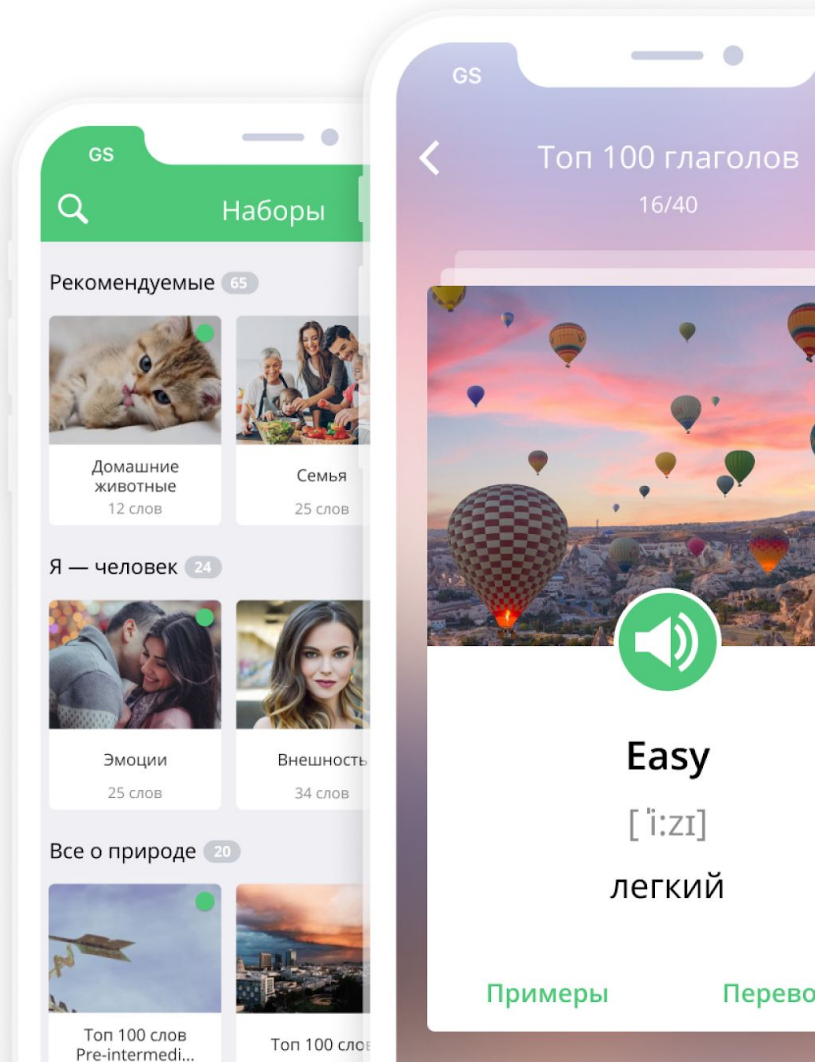 GS
Наборы
Рекомендуемые 65
Домашние
животные
12 слов
Семья
25 слов
Я — человек 24
Эмоции
25 слов
Внешность
34 слов
Все о природе 20
Топ 100 слов
Pre-intermedi...
Топ 100
GS
Топ 100 глаголов
16/40
Easy
[ˈi:zɪ]
легкий
Примеры